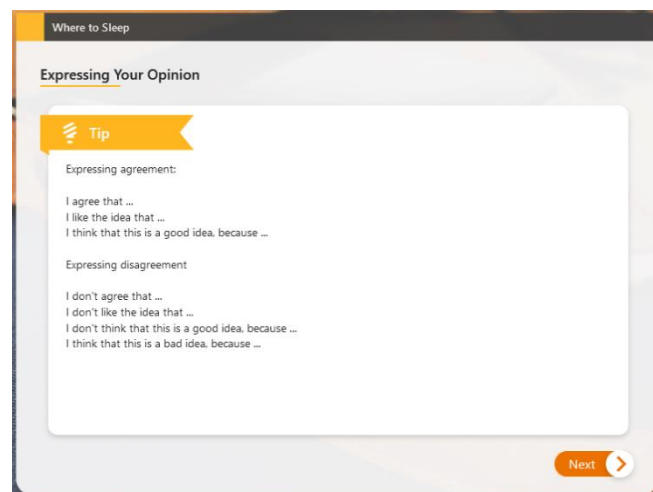 Where to Sleep
Expressing Your Opinion
Tip
Expressing agreement:
I agree that ...
I like the idea that ...
I think that this is a good idea, because ...
Expressing disagreement
I don't agree that ...
I don't like the idea that ...
I don't think that this is a good idea, because ...
I think that this is a bad idea, because ...
Next